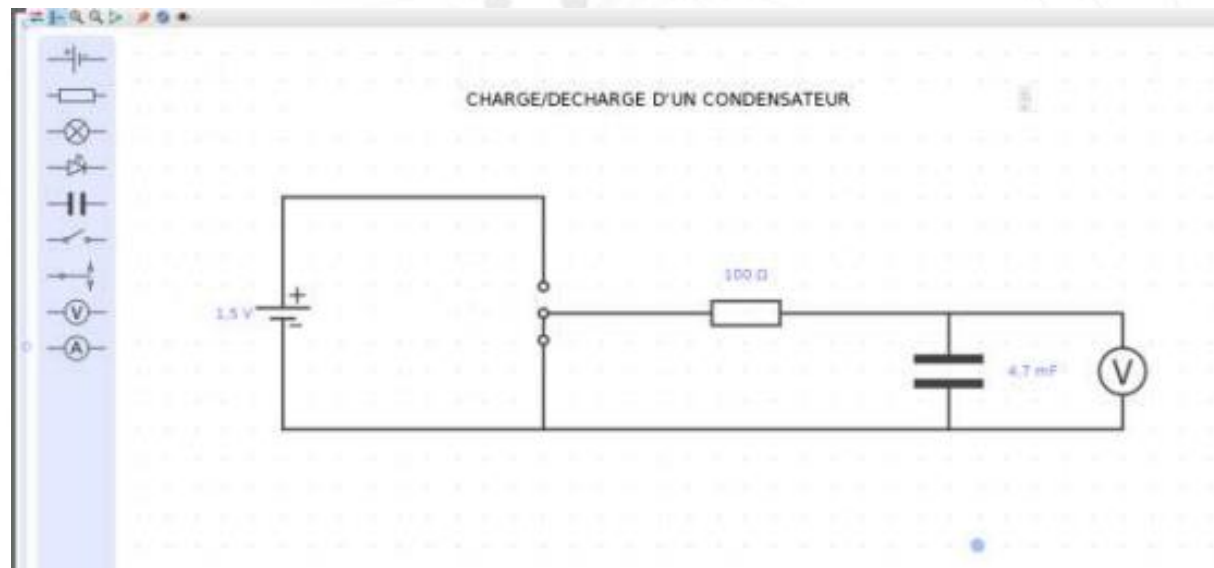 CHARGE/DECHARGE D'UN CONDENSATEUR
100 Ω
1,5 V
+
-
4,7 mF
V
V
A